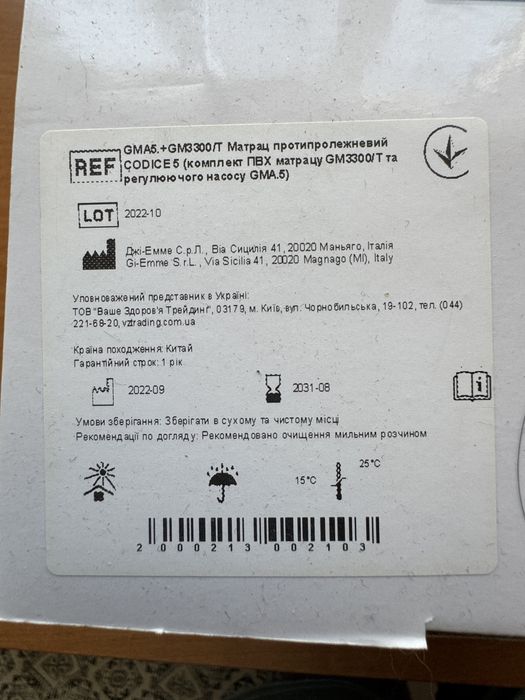 GMA5.+GM3300/T Матрац протипролежневий
REF CODICE 5 (комплект ПВХ матрацу GM3300/T та
регулюючого насосу GMA.5)
LOT 2022-10
Джі-Емме С.р.Л., Віа Сицилія 41, 20020 Маньяго, Італія
Gi-Emme S.r.L., Via Sicilia 41, 20020 Magnago (MI), Italy
Уповноважений представник в Україні:
ТОВ "Ваше Здоров'я Трейдинг", 03179, м. Київ, вул. Чорнобильська, 19-102, тел. (044)
221-68-20, vztrading.com.ua
Країна походження: Китай
Гарантійний строк: 1 рік
2022-09 2031-08
Умови зберігання: Зберігати в сухому та чистому місці
Рекомендації по догляду: Рекомендовано очищення мильним розчином
15°C 25°C
2000213002103